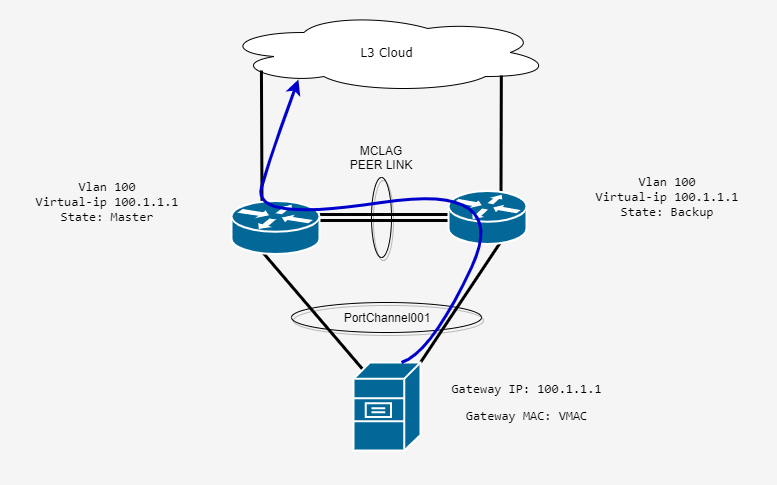 L3 Cloud
MCLAG
PEER LINK
Vlan 100
Virtual-ip 100.1.1.1
State: Master
Vlan 100
Virtual-ip 100.1.1.1
State: Backup
PortChannel001
Gateway IP: 100.1.1.1
Gateway MAC: VMAC